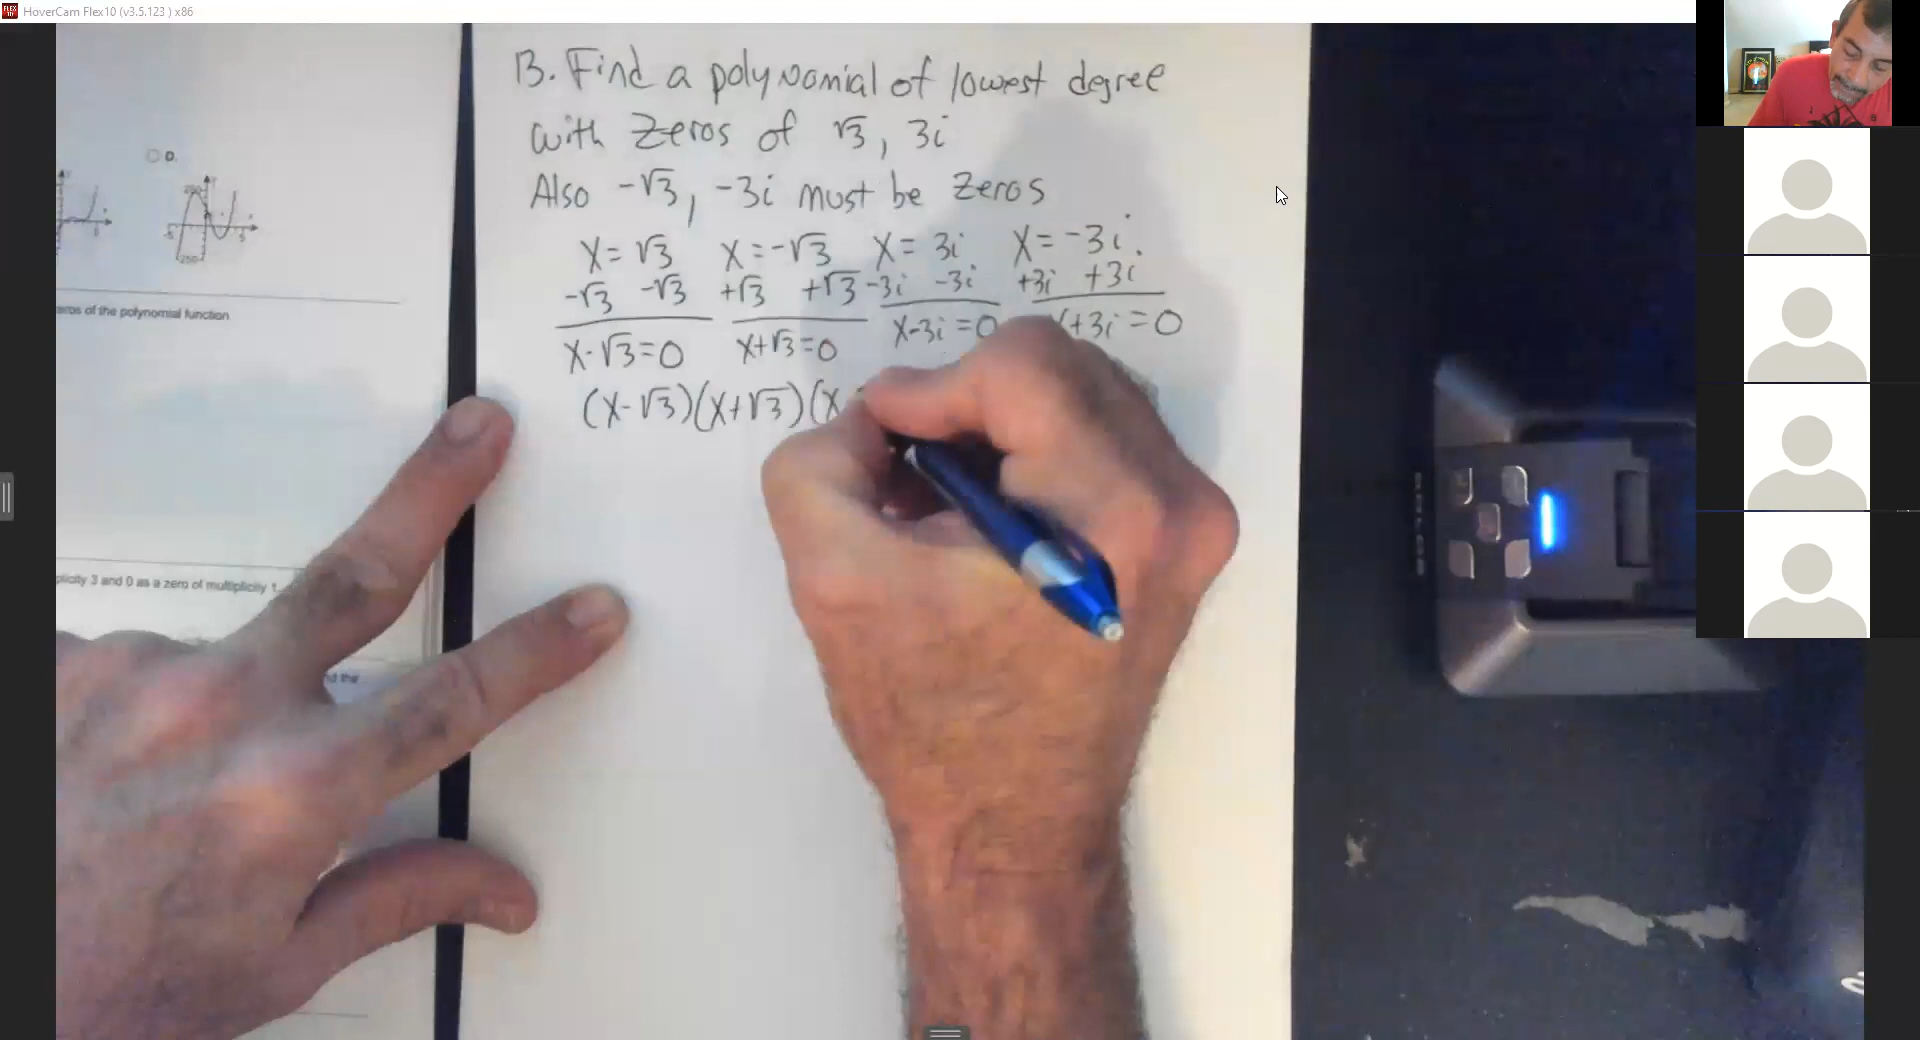 HoverCam Flex10 (v3.5.123 ) x86
13. Find a polynomial of lowest degree
with zeros of √3, 3i
Also -√3, -3i must be zeros
x = √3 x = -√3 x = 3i x = -3i
-√3 -√3 +√3 +√3 -3i -3i +3i +3i
x-√3=0 x+√3=0 x-3i=0 x+3i=0
(x-√3)(x+√3)(x
D.
of the polynomial function
3 and 0 as a zero of multiplicity 1
the